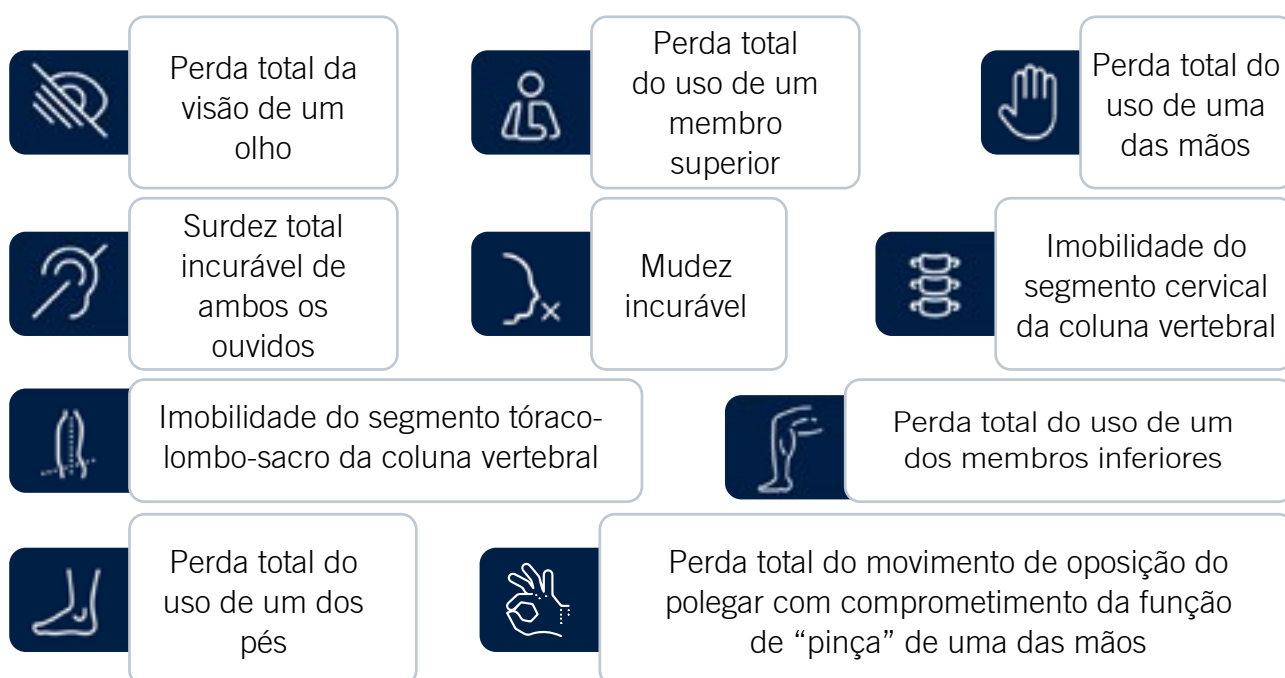 Perda total da
visão de um
olho
Perda total
do uso de um
membro
superior
Perda total do
uso de uma
das mãos
Surdez total
incurável de
ambos os
ouvidos
Mudez
incurável
Imobilidade do
segmento cervical
da coluna vertebral
Imobilidade do segmento tóraco-
lombo-sacro da coluna vertebral
Perda total do uso de um
dos membros inferiores
Perda total do
uso de um dos
pés
Perda total do movimento de oposição do
polegar com comprometimento da função
de “pinça” de uma das mãos